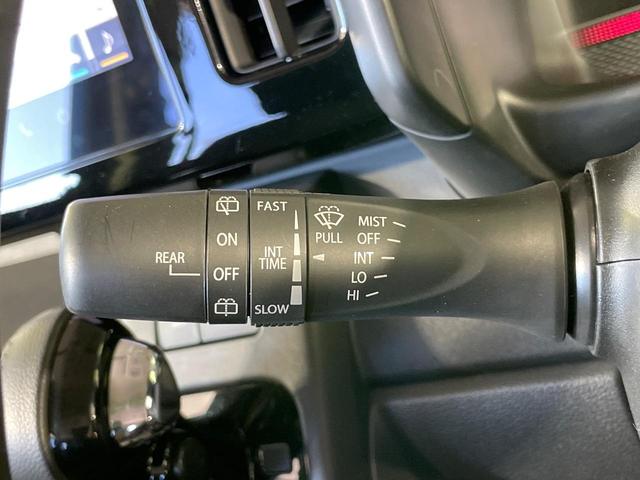 REAR
ON
OFF
FAST
INT
TIME
SLOW
PULL
MIST
OFF
INT
LO
HI